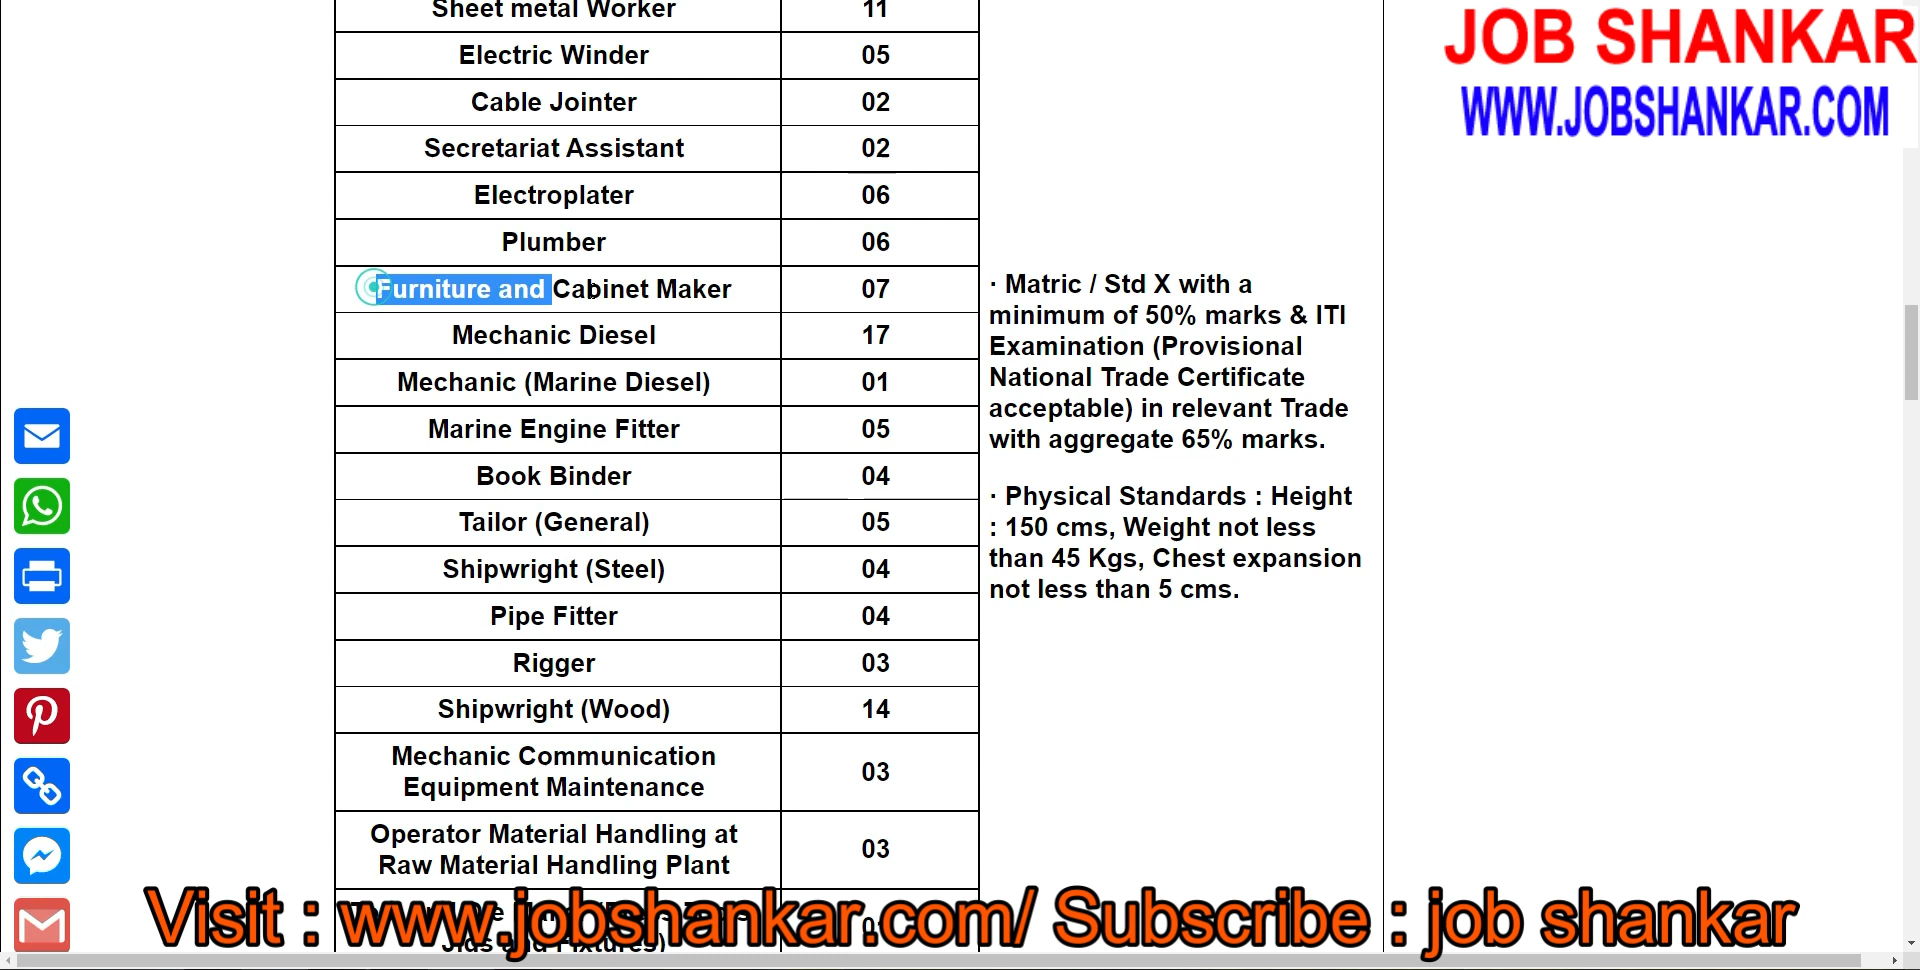 Sheet metal Worker 11
JOB SHANKAR
Electric Winder 05
WWW.JOBSHANKAR.COM
Cable Jointer 02
Secretariat Assistant 02
Electroplater 06
Plumber 06
Furniture and Cabinet Maker 07
Mechanic Diesel 17
Mechanic (Marine Diesel) 01
Marine Engine Fitter 05
Book Binder 04
Tailor (General) 05
Shipwright (Steel) 04
Pipe Fitter 04
Rigger 03
Shipwright (Wood) 14
Mechanic Communication
Equipment Maintenance 03
Operator Material Handling at
Raw Material Handling Plant 03
· Matric / Std X with a
minimum of 50% marks & ITI
Examination (Provisional
National Trade Certificate
acceptable) in relevant Trade
with aggregate 65% marks.
· Physical Standards : Height
: 150 cms, Weight not less
than 45 Kgs, Chest expansion
not less than 5 cms.
and Fixtures)
Visit : www.jobshankar.com/ Subscribe : job shankar